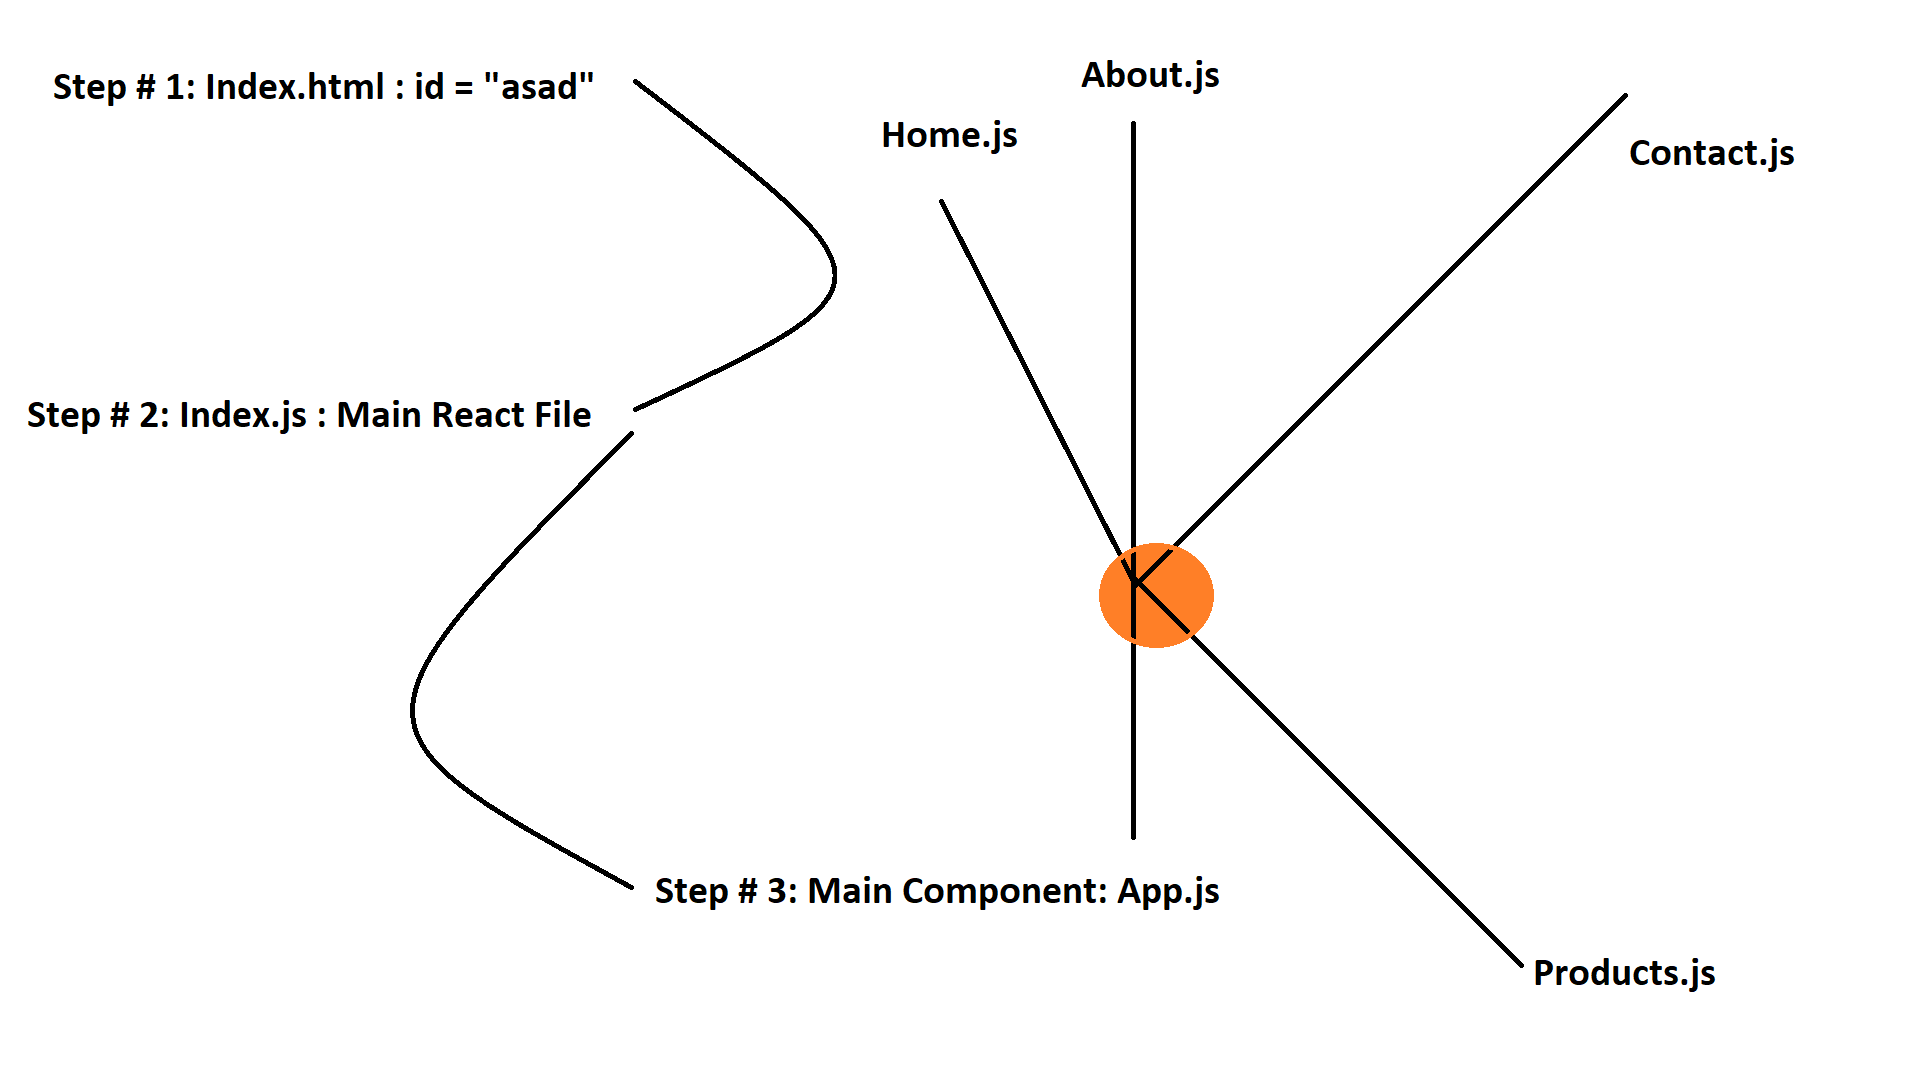 Step # 1: Index.html : id = "asad"
About.js
Home.js
Contact.js
Step # 2: Index.js : Main React File
Step # 3: Main Component: App.js
Products.js